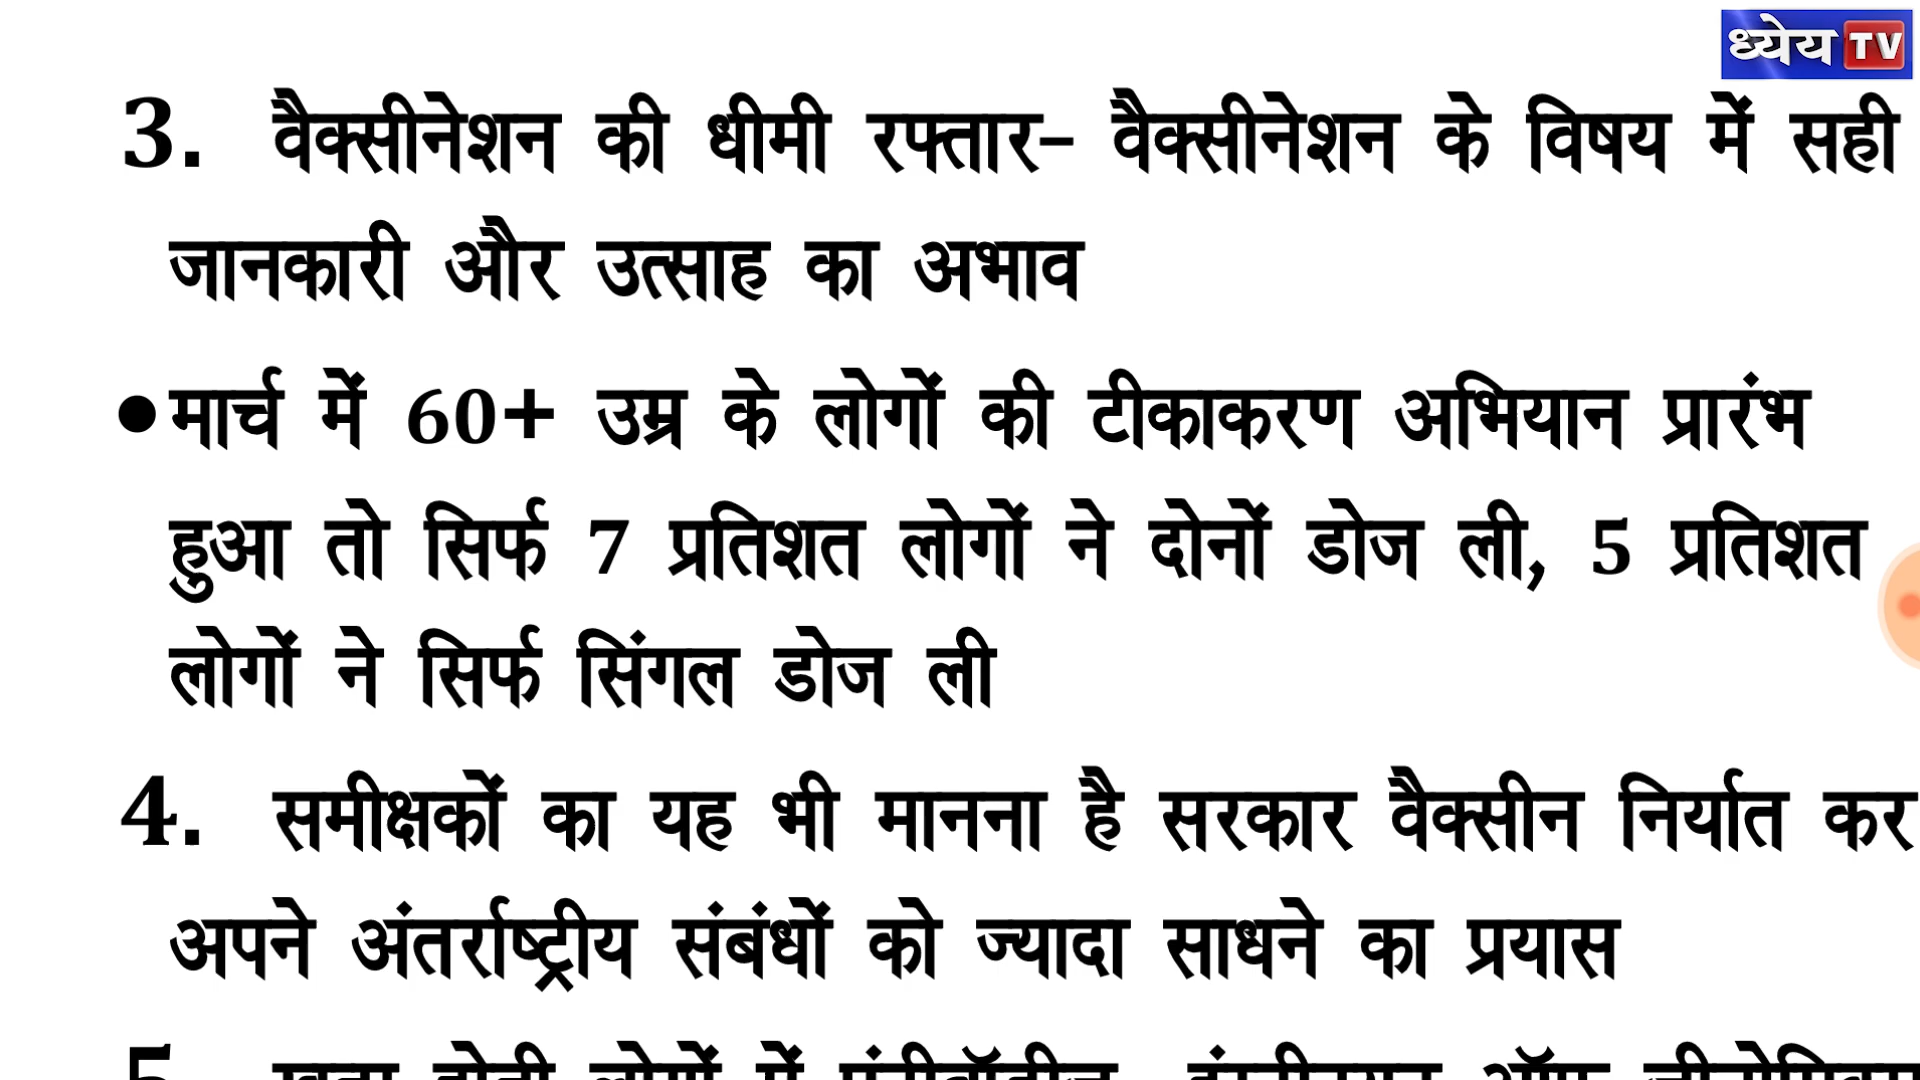 ध्येय TV
3. वैक्सीनेशन की धीमी रफ्तार– वैक्सीनेशन के विषय में सही
जानकारी और उत्साह का अभाव
•मार्च में 60+ उम्र के लोगों की टीकाकरण अभियान प्रारंभ
हुआ तो सिर्फ 7 प्रतिशत लोगों ने दोनों डोज ली, 5 प्रतिशत
लोगों ने सिर्फ सिंगल डोज ली
4. समीक्षकों का यह भी मानना है सरकार वैक्सीन निर्यात कर
अपने अंतर्राष्ट्रीय संबंधों को ज्यादा साधने का प्रयास
5. लोगों में